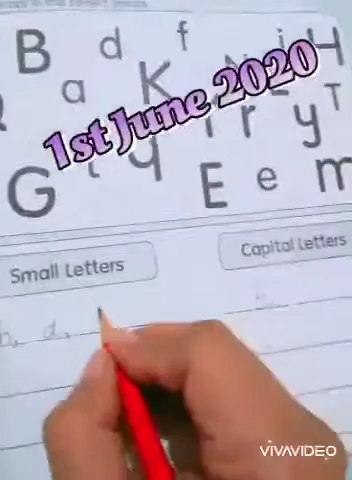 B d f i H
a K
1st June 2020
r y T
G t y E e m
Small Letters
Capital Letters
h, d,
VIVAVIDEO